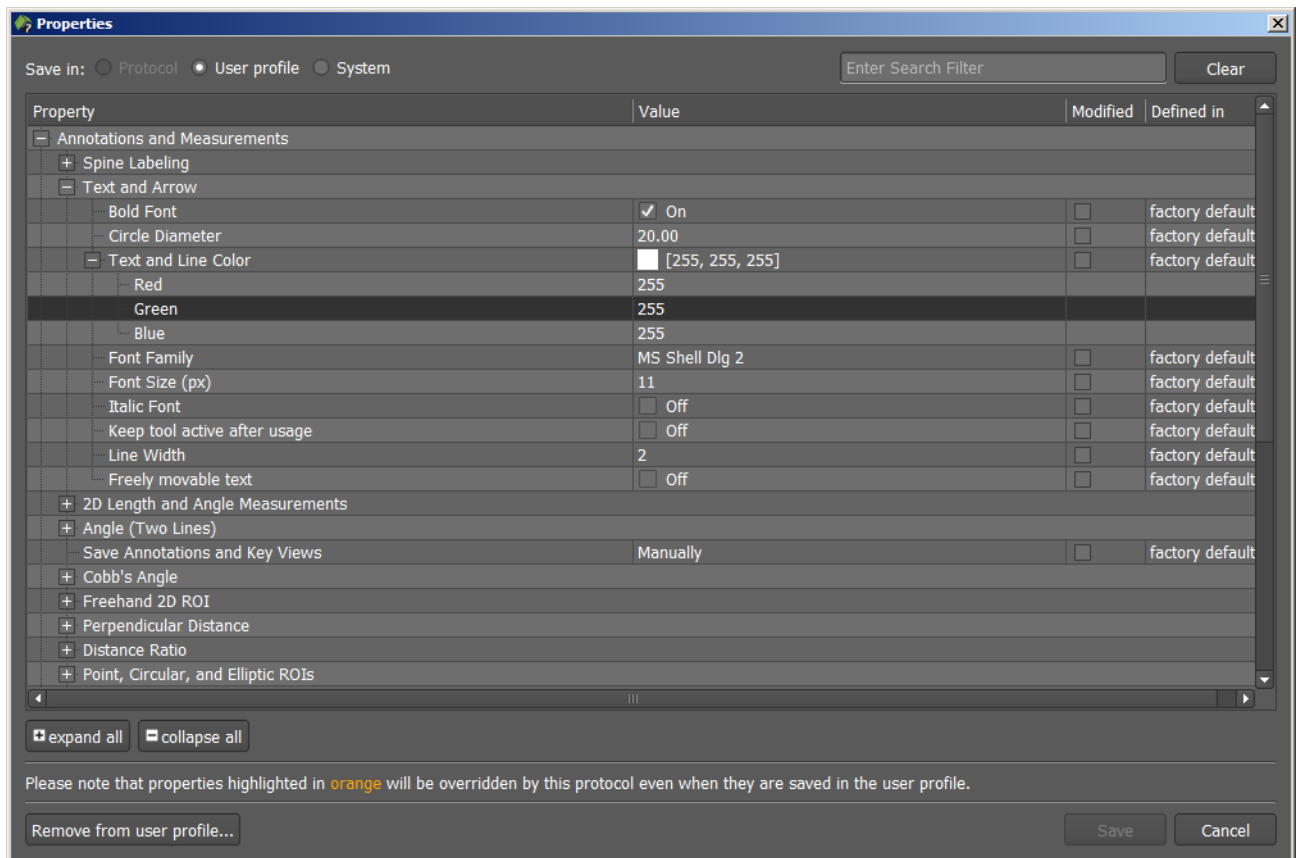 Properties
Save in: Protocol User profile System Enter Search Filter Clear
Property Value Modified Defined in
Annotations and Measurements
Spine Labeling
Text and Arrow
Bold Font On factory default
Circle Diameter 20.00 factory default
Text and Line Color [255, 255, 255] factory default
Red 255
Green 255
Blue 255
Font Family MS Shell Dlg 2 factory default
Font Size (px) 11 factory default
Italic Font Off factory default
Keep tool active after usage Off factory default
Line Width 2 factory default
Freely movable text Off factory default
2D Length and Angle Measurements
Angle (Two Lines)
Save Annotations and Key Views Manually factory default
Cobb's Angle
Freehand 2D ROI
Perpendicular Distance
Distance Ratio
Point, Circular, and Elliptic ROIs
expand all collapse all
Please note that properties highlighted in orange will be overridden by this protocol even when they are saved in the user profile.
Remove from user profile... Save Cancel